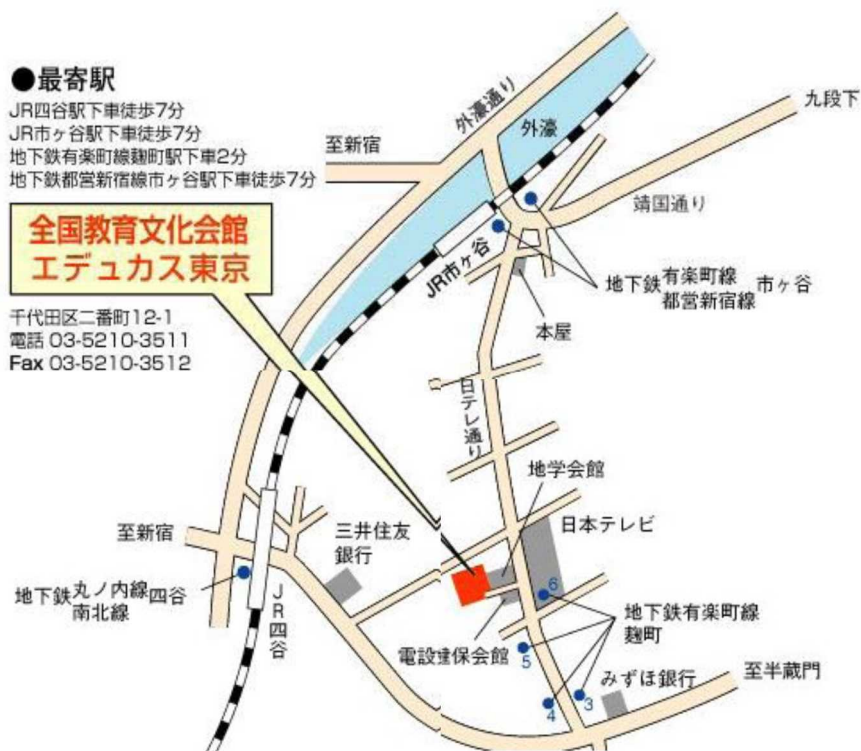 ●最寄駅
JR四谷駅下車徒歩7分
JR市ヶ谷駅下車徒歩7分
地下鉄有楽町線麹町駅下車2分
地下鉄都営新宿線市ヶ谷駅下車徒歩7分
全国教育文化会館
エデュカス東京
千代田区二番町12-1
電話 03-5210-3511
Fax 03-5210-3512
外濠通り
外濠
九段下
至新宿
靖国通り
JR市ヶ谷
地下鉄
有楽町線
都営新宿線
市ヶ谷
本屋
日テレ通り
地学会館
日本テレビ
至新宿
三井住友
銀行
地下鉄
丸ノ内線
南北線
四谷
JR四谷
6
地下鉄有楽町線
麹町
電設健保会館
5
みずほ銀行
至半蔵門
4
3